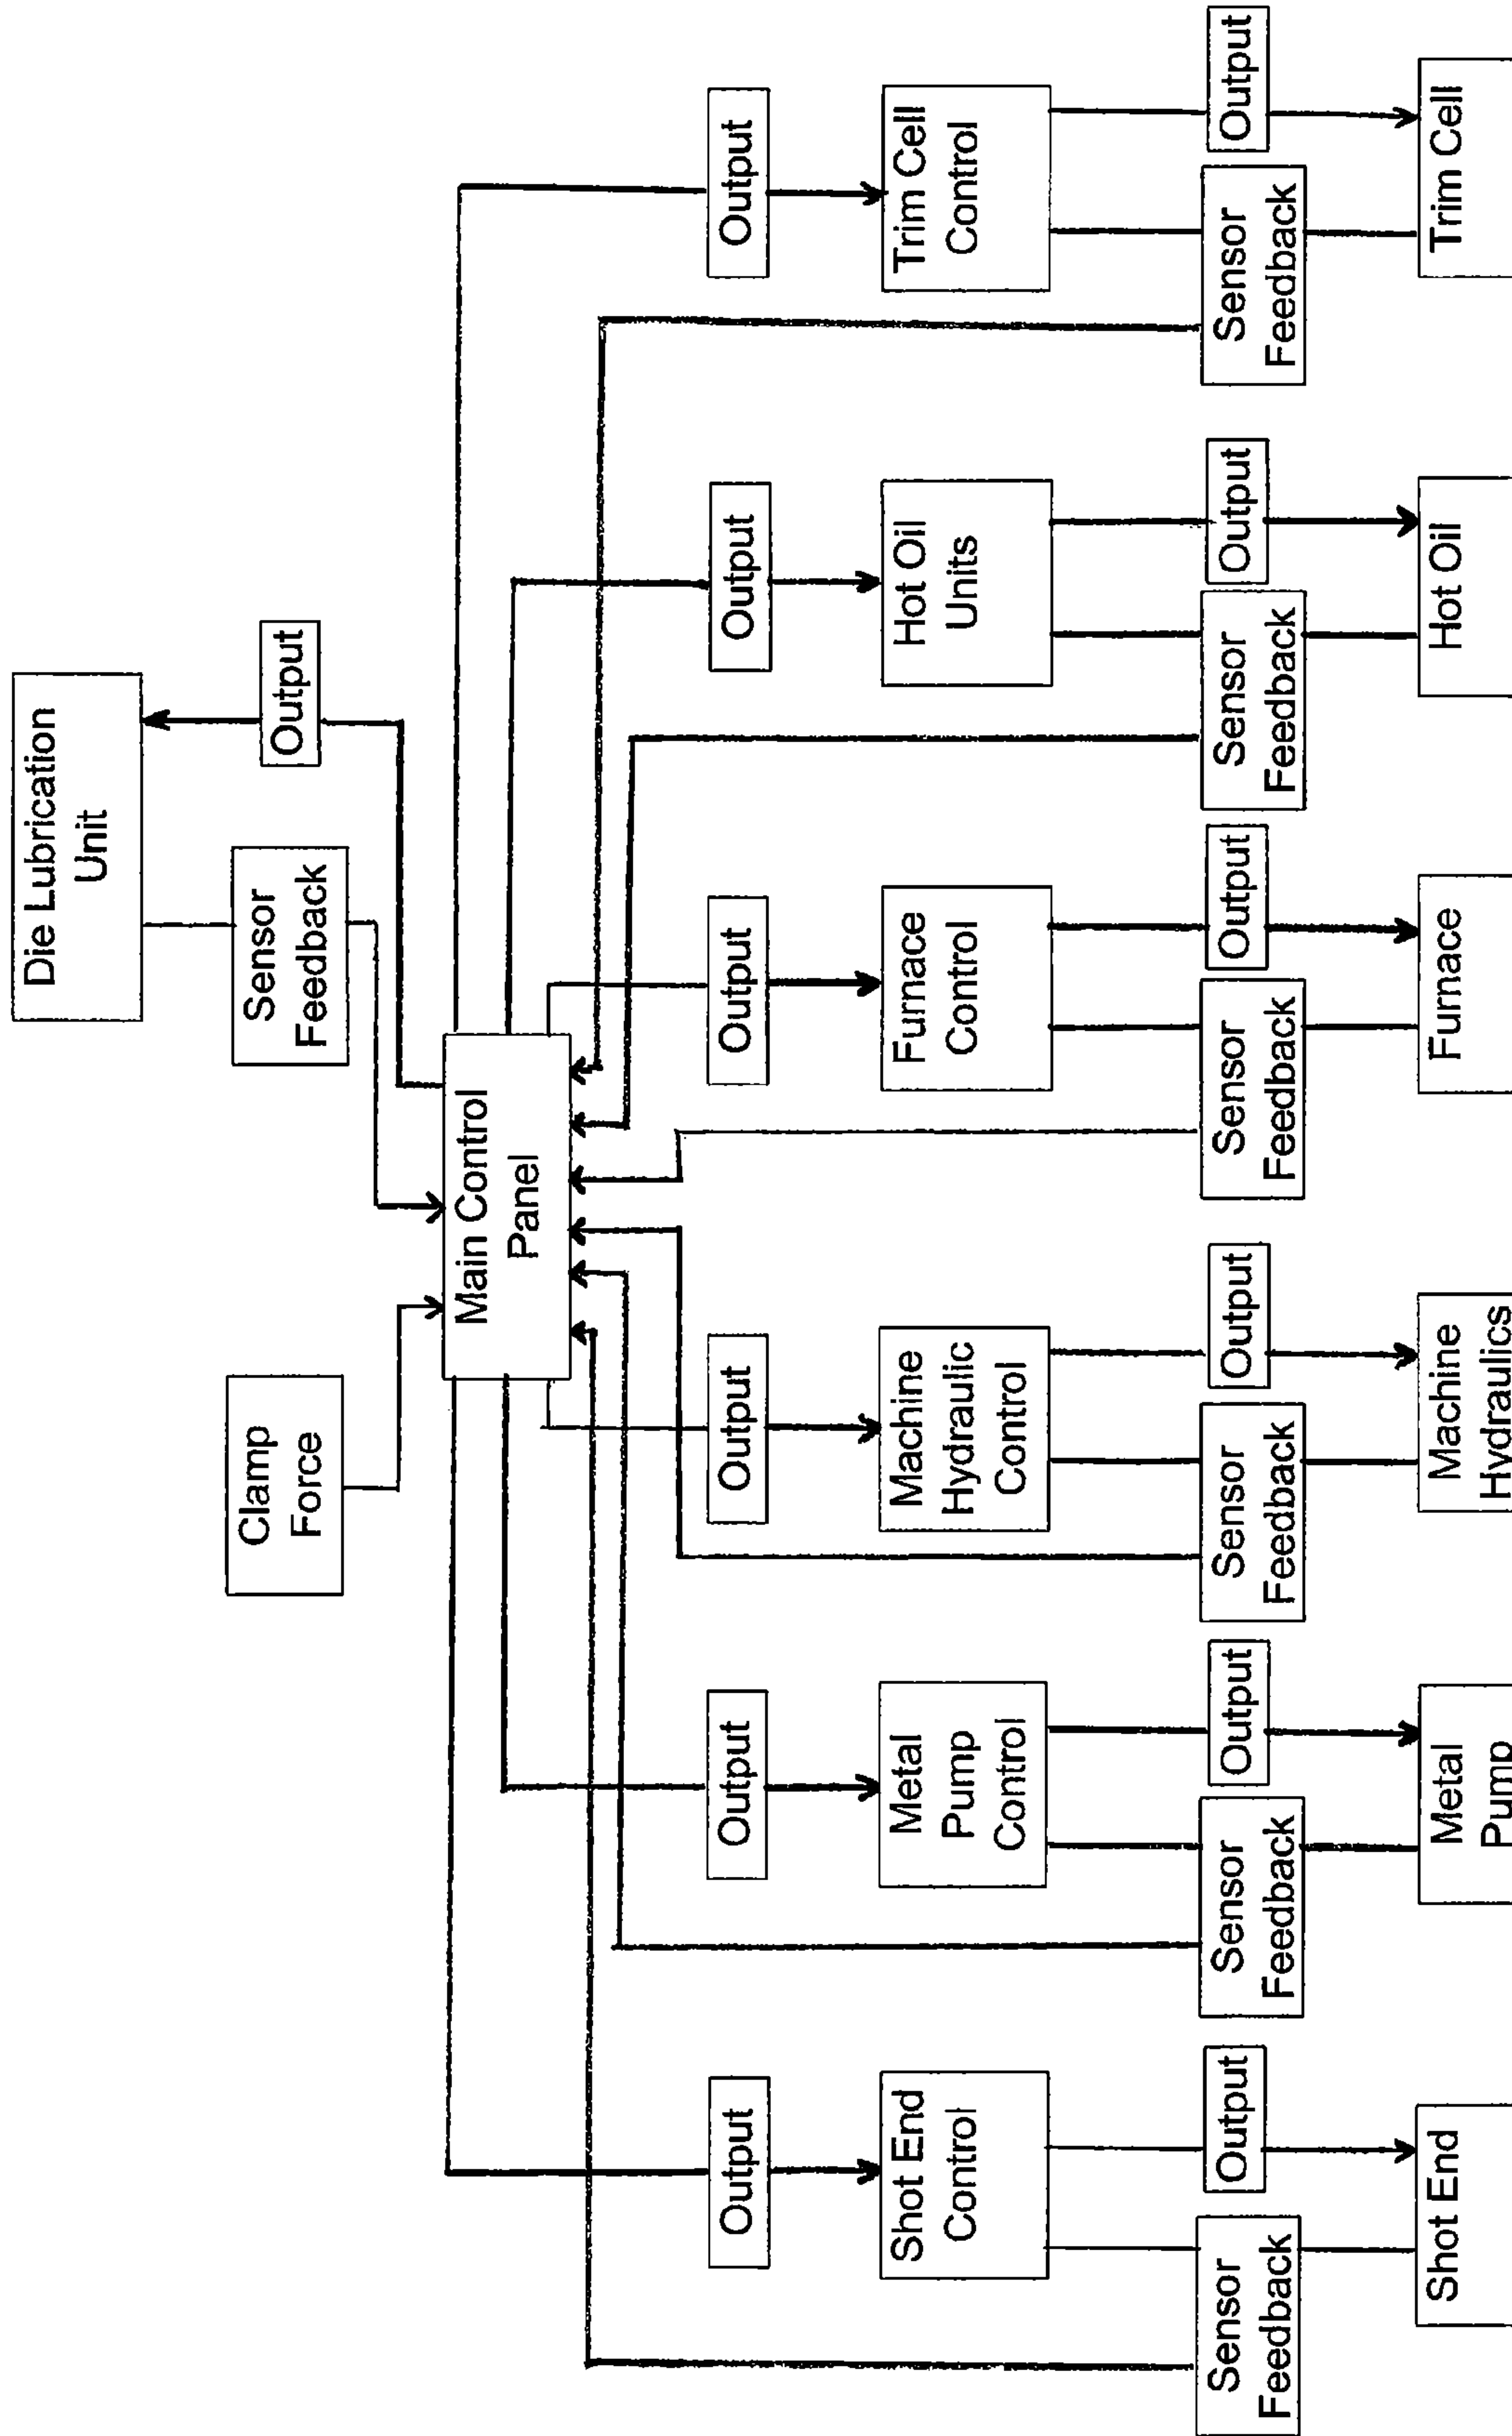 Die Lubrication
Unit
Clamp
Force
Sensor
Feedback
Output
Main Control
Panel
Output
Output
Output
Output
Output
Output
Shot End
Control
Metal
Pump
Control
Machine
Hydraulic
Control
Furnace
Control
Hot Oil
Units
Trim Cell
Control
Sensor
Feedback
Output
Sensor
Feedback
Output
Sensor
Feedback
Output
Sensor
Feedback
Output
Sensor
Feedback
Output
Sensor
Feedback
Output
Shot End
Metal
Pump
Machine
Hydraulics
Furnace
Hot Oil
Trim Cell